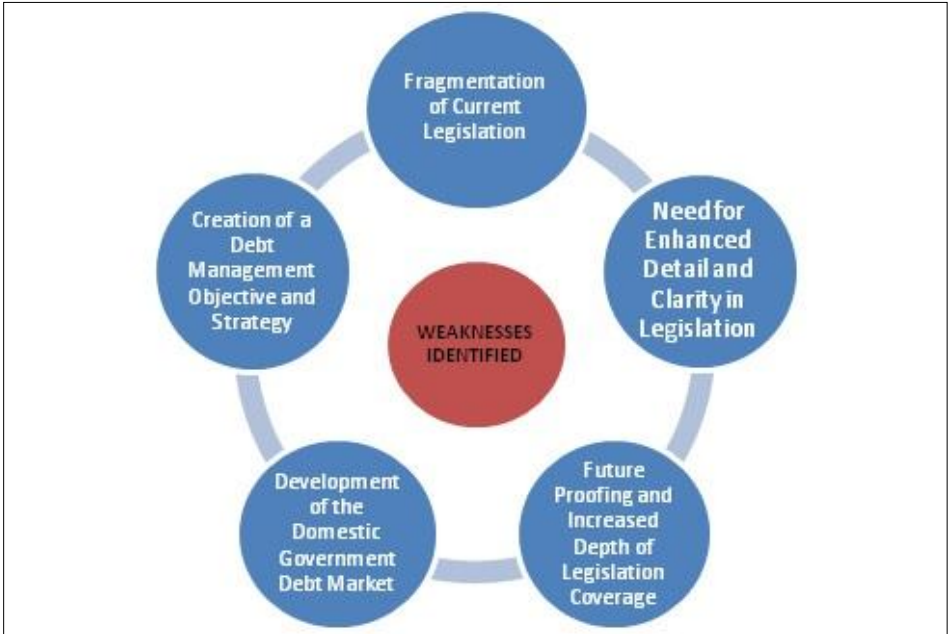 Fragmentation
of Current
Legislation
Need for
Enhanced
Detail and
Clarity in
Legislation
Future
Proofing and
Increased
Depth of
Legislation
Coverage
Development
of the
Domestic
Government
Debt Market
Creation of a
Debt
Management
Objective and
Strategy
WEAKNESSES
IDENTIFIED